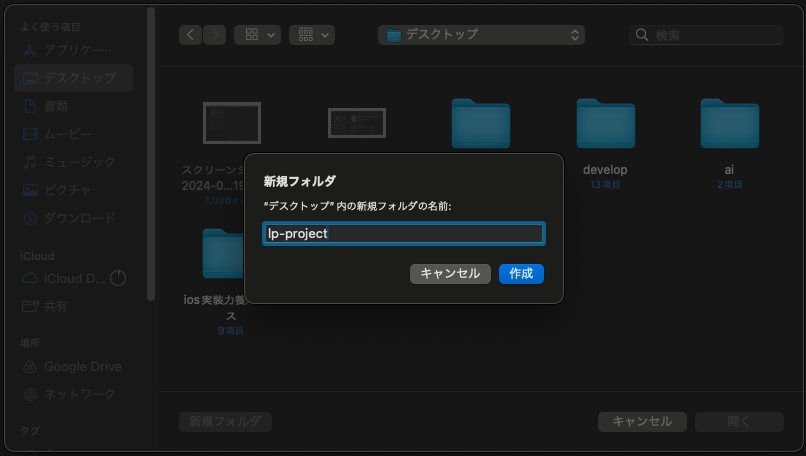 よく使う項目
アプリケー…
デスクトップ
書類
ムービー
ミュージック
ピクチャ
ダウンロード
iCloud
iCloud D...
共有
場所
Google Drive
ネットワーク
タグ
デスクトップ
検索
スクリーンシ
2024-0...19
develop
13項目
ai
2項目
ios実装力養
ス
9項目
新規フォルダ
"デスクトップ" 内の新規フォルダの名前:
lp-project
キャンセル
作成
新規フォルダ
キャンセル
開く